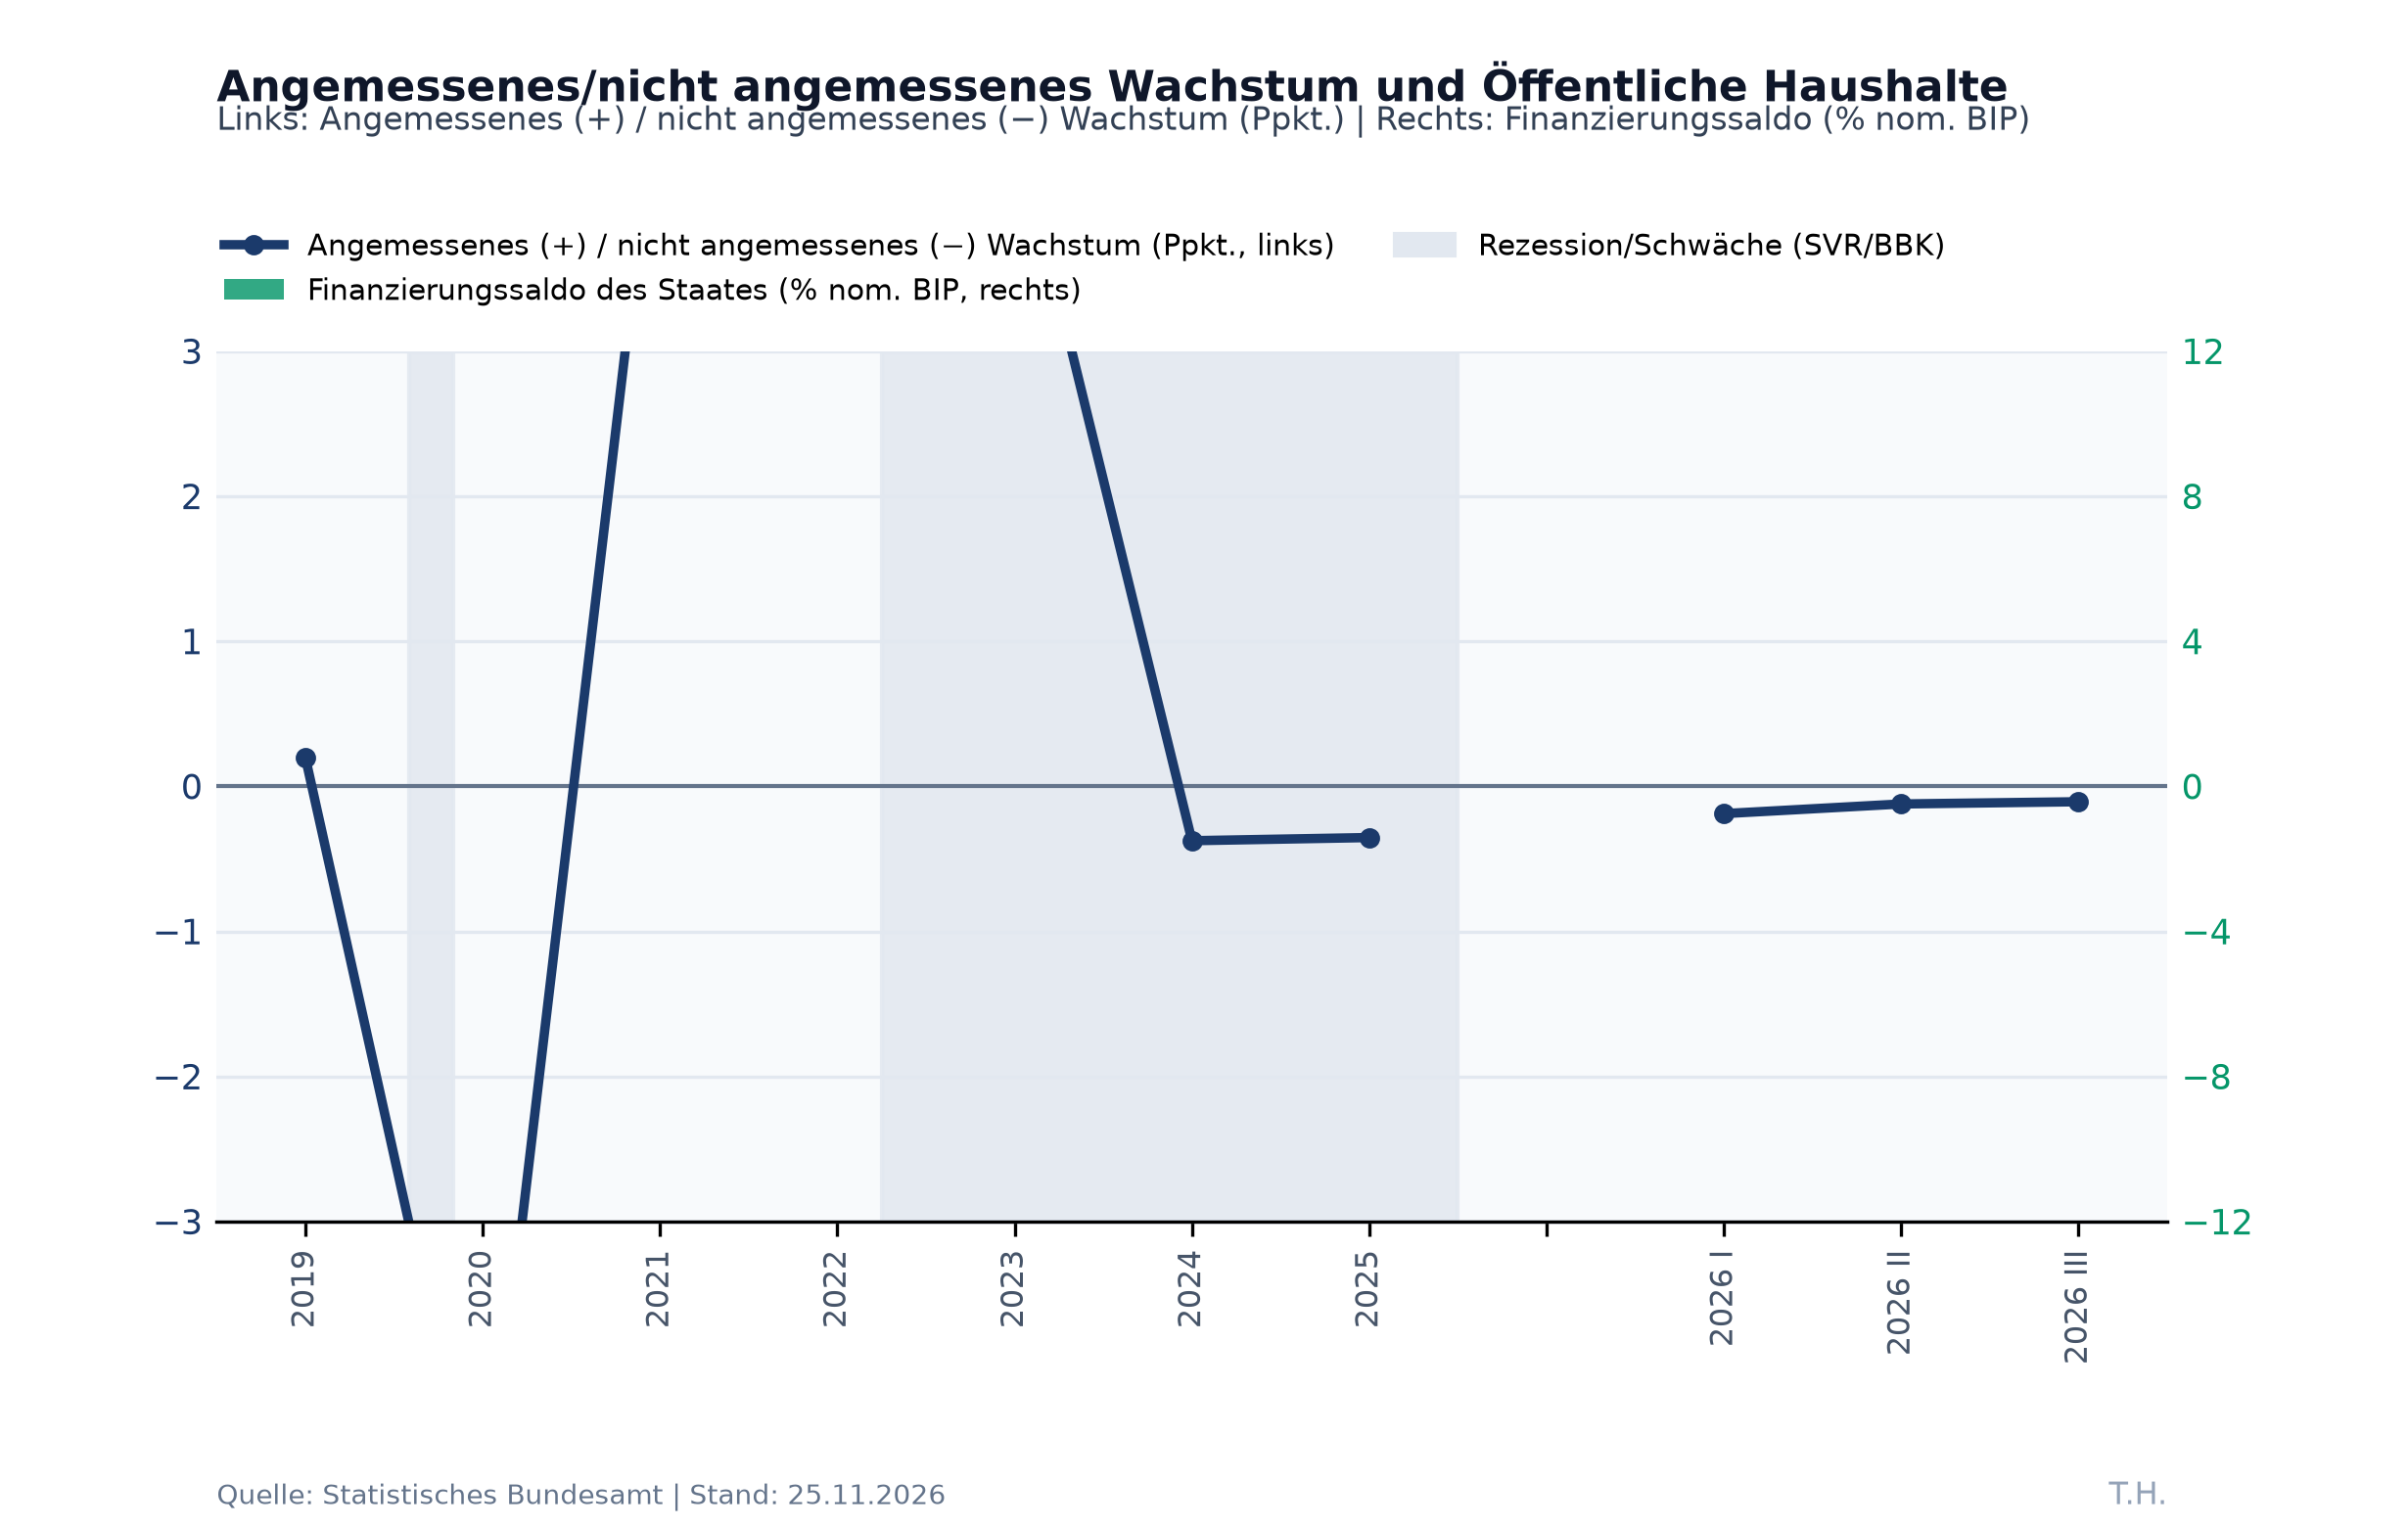 Angemessenes/nicht angemessenes Wachstum und Öffentliche Haushalte
Links: Angemessenes (+) / nicht angemessenes (−) Wachstum (Ppkt.) | Rechts: Finanzierungssaldo (% nom. BIP)
Angemessenes (+) / nicht angemessenes (−) Wachstum (Ppkt., links)
Rezession/Schwäche (SVR/BBK)
Finanzierungssaldo des Staates (% nom. BIP, rechts)
3 12
2 8
1 4
0 0
−1 −4
−2 −8
−3 −12
2019 2020 2021 2022 2023 2024 2025 2026 I 2026 II 2026 III
Quelle: Statistisches Bundesamt | Stand: 25.11.2026
T.H.